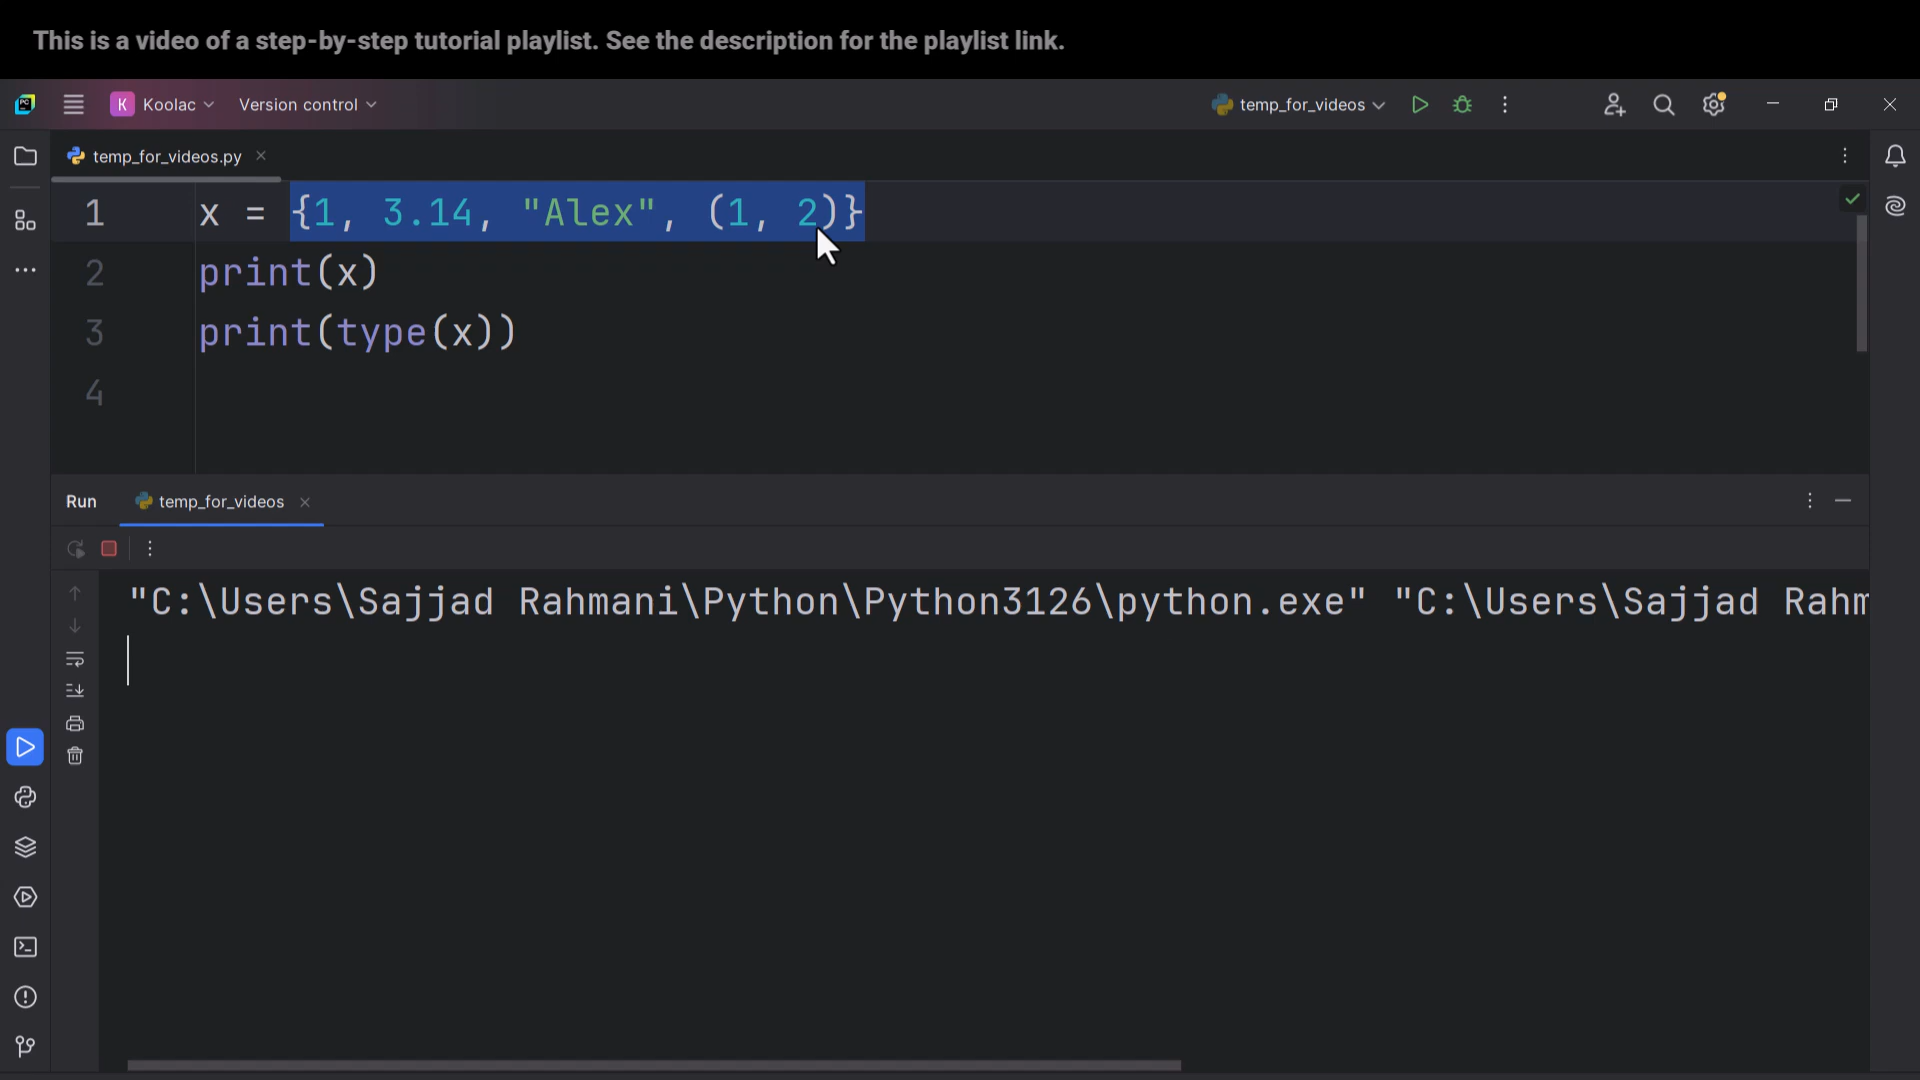 This is a video of a step-by-step tutorial playlist. See the description for the playlist link.
K Koolac Version control temp_for_videos
temp_for_videos.py
1 x = {1, 3.14, "Alex", (1, 2)}
2 print(x)
3 print(type(x))
4
Run temp_for_videos
"C:\Users\Sajjad Rahmani\Python\Python3126\python.exe" "C:\Users\Sajjad Rahm